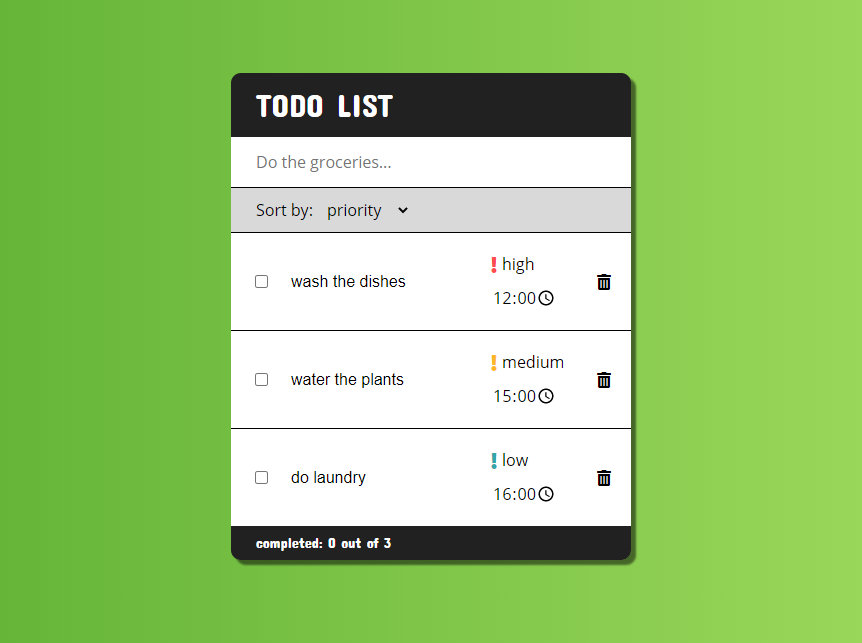 TODO LIST
Do the groceries...
Sort by: priority
wash the dishes
high
12:00
water the plants
medium
15:00
do laundry
low
16:00
completed: 0 out of 3